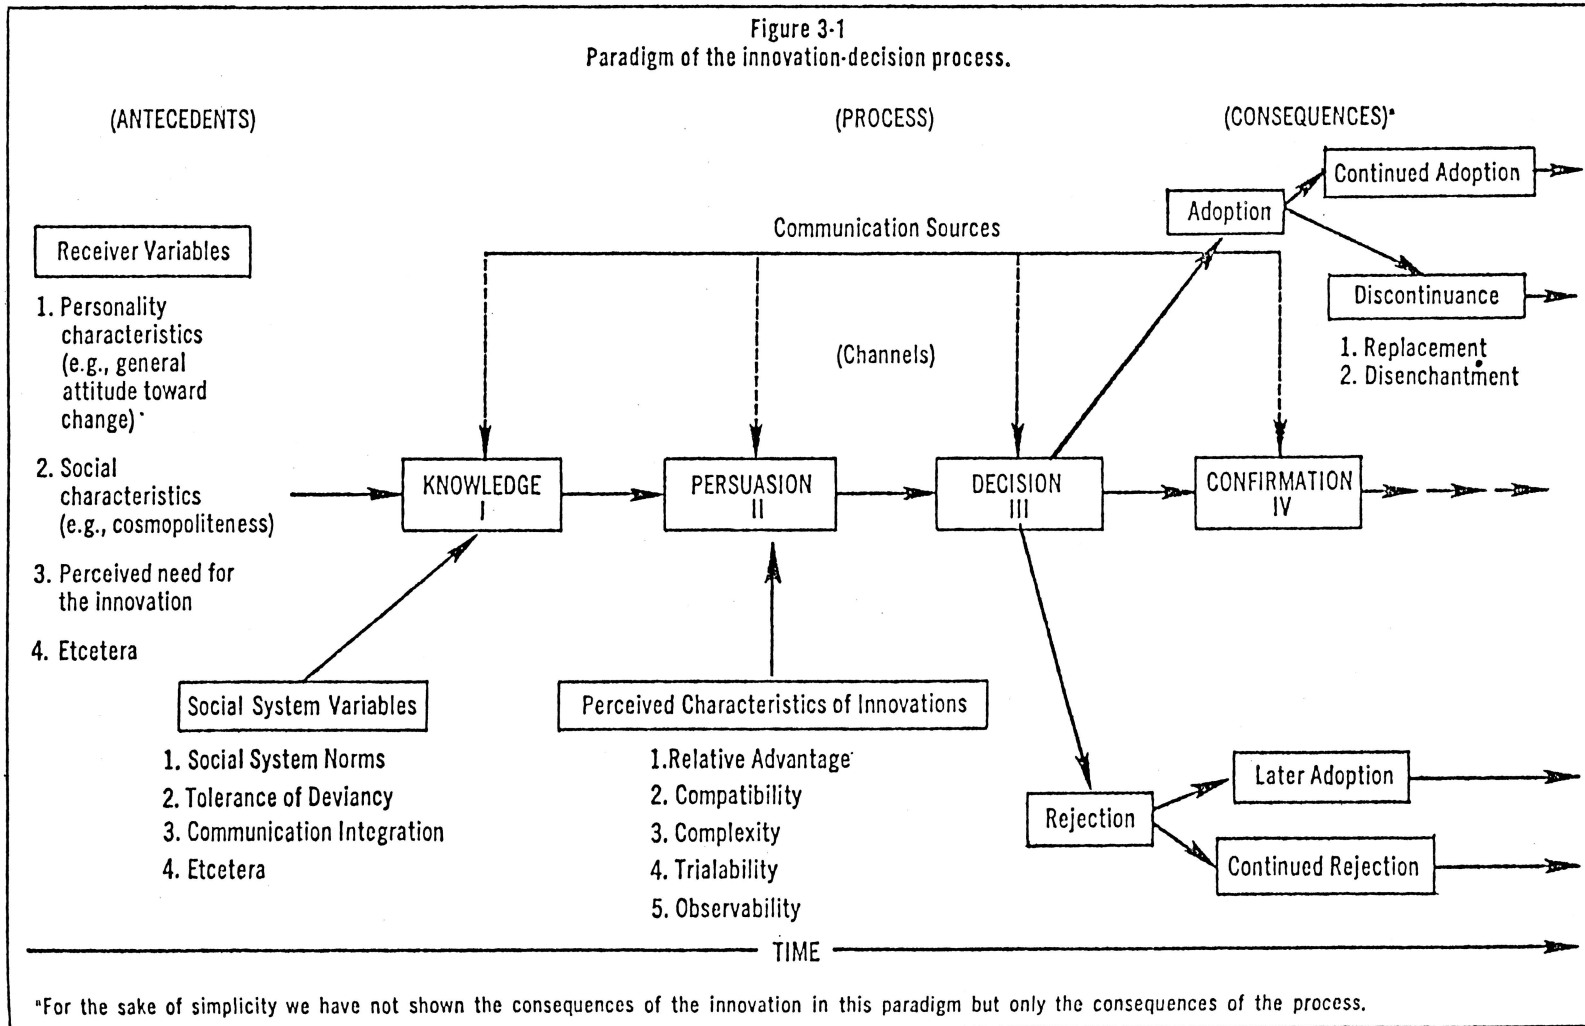 Figure 3-1
Paradigm of the innovation-decision process.
(ANTECEDENTS)
(PROCESS)
(CONSEQUENCES)ª
Receiver Variables
1. Personality
characteristics
(e.g., general
attitude toward
change)
2. Social
characteristics
(e.g., cosmopoliteness)
3. Perceived need for
the innovation
4. Etcetera
Social System Variables
1. Social System Norms
2. Tolerance of Deviancy
3. Communication Integration
4. Etcetera
Communication Sources
(Channels)
KNOWLEDGE
I
PERSUASION
II
DECISION
III
CONFIRMATION
IV
Perceived Characteristics of Innovations
1.Relative Advantage
2. Compatibility
3. Complexity
4. Trialability
5. Observability
Adoption
Continued Adoption
Discontinuance
1. Replacement
2. Disenchantment
Rejection
Later Adoption
Continued Rejection
TIME
ªFor the sake of simplicity we have not shown the consequences of the innovation in this paradigm but only the consequences of the process.